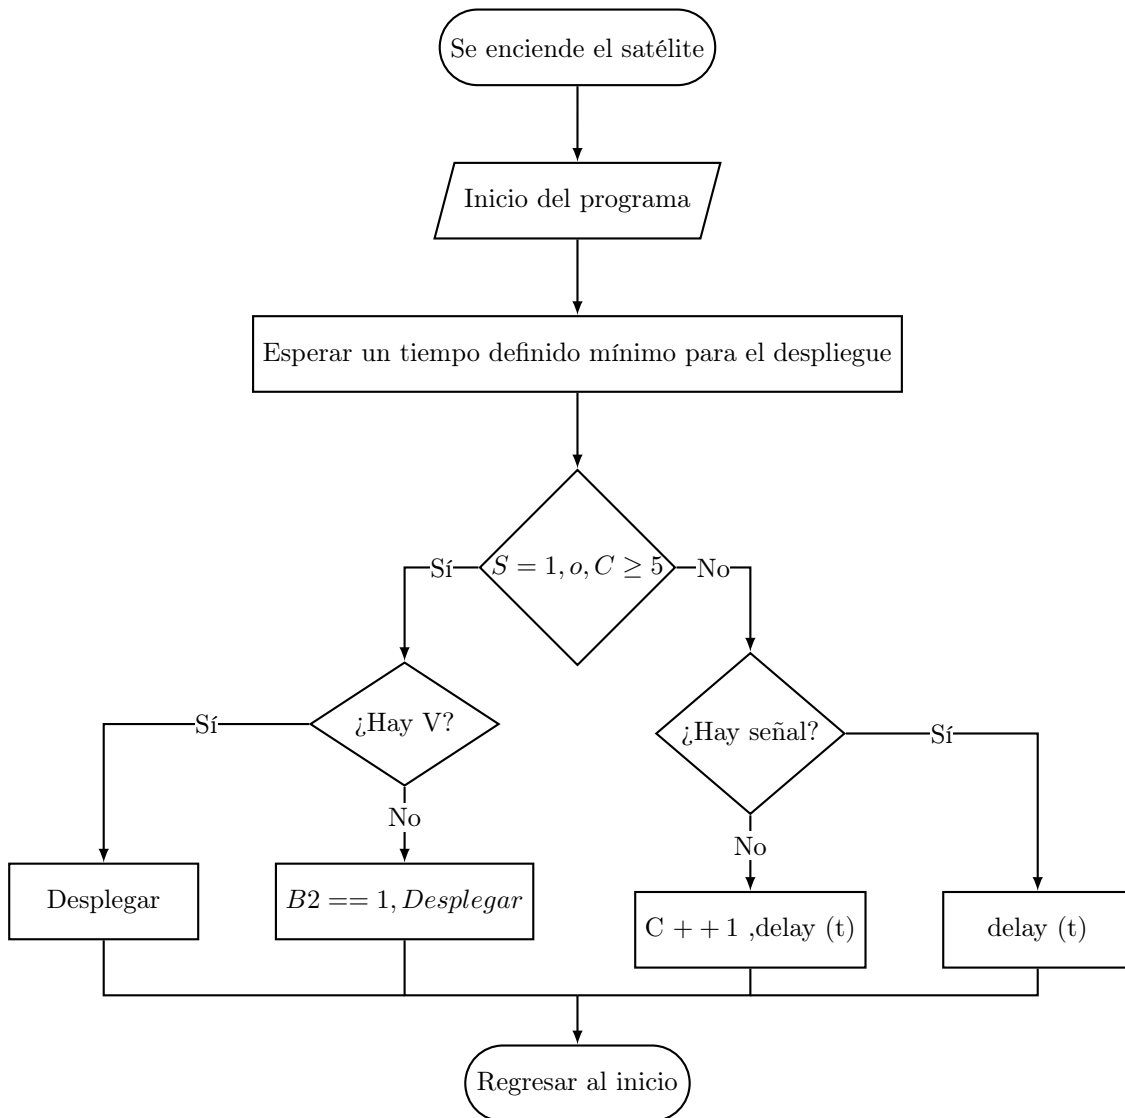 Se enciende el satélite
Inicio del programa
Esperar un tiempo definido mínimo para el despliegue
S = 1, o, C ≥ 5
Sí
No
¿Hay V?
¿Hay señal?
Sí
Sí
No
No
Desplegar
B2 == 1, Desplegar
C + + 1 ,delay (t)
delay (t)
Regresar al inicio